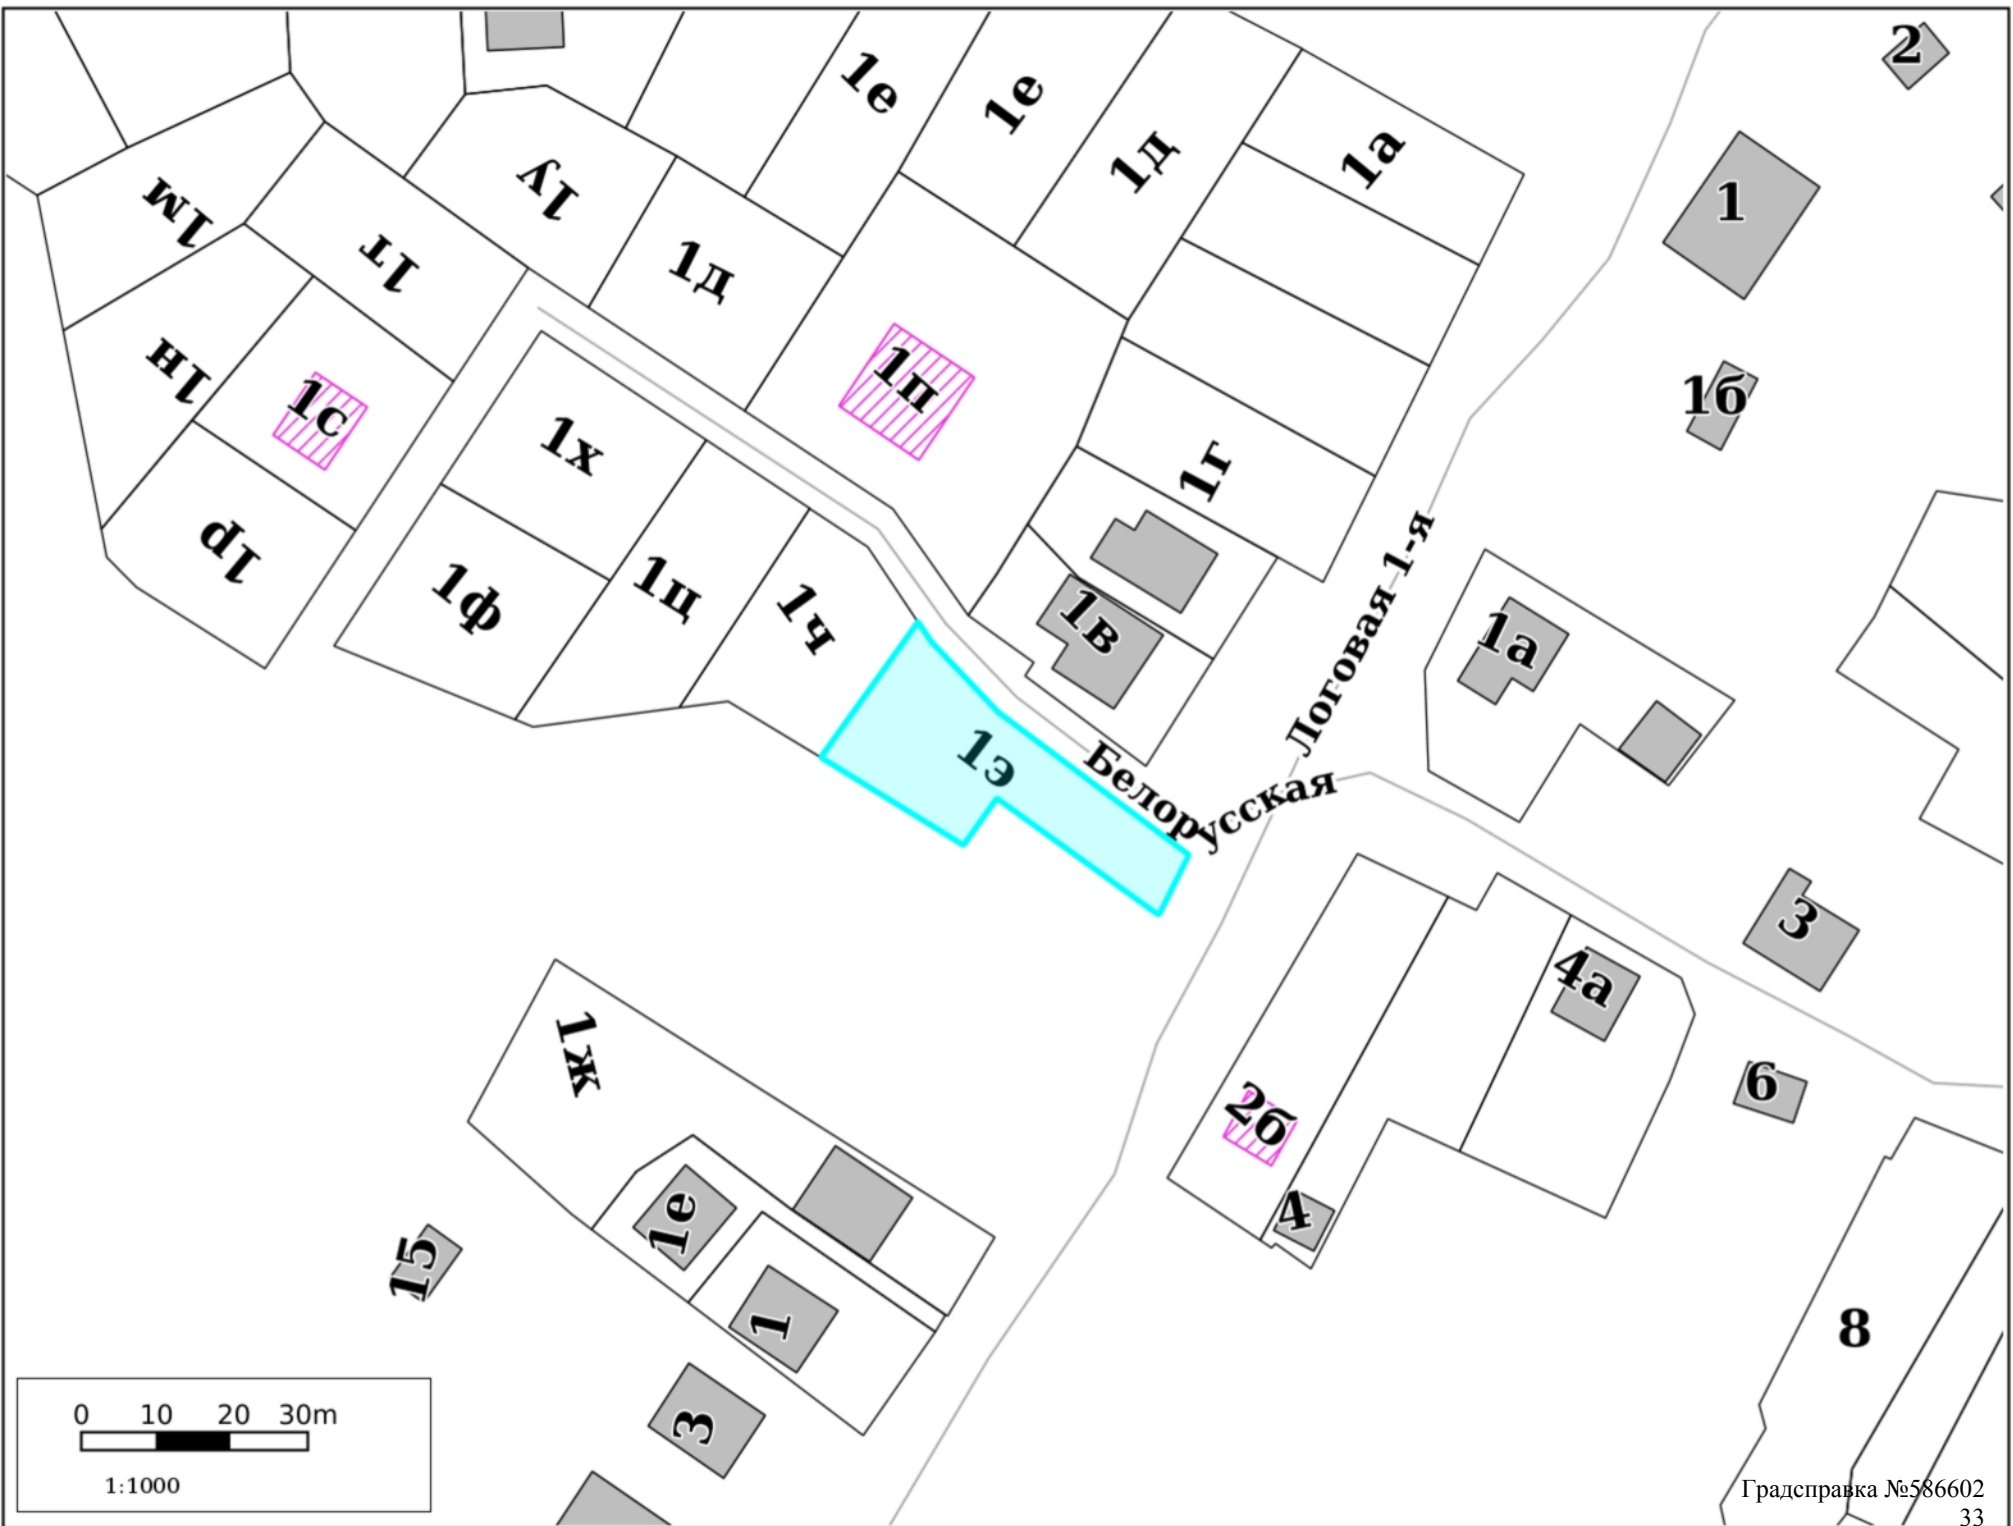 2
1е
1е
1д
1а
1
1у
1м
1т
1д
1н
1с
1п
1б
1х
1г
1р
1ф
1ц
1ч
1в
Логовая 1-я
1а
1э
Белорусская
3
4а
1ж
6
2б
4
1е
15
1
8
3
0 10 20 30m
1:1000
Градсправка №586602
33